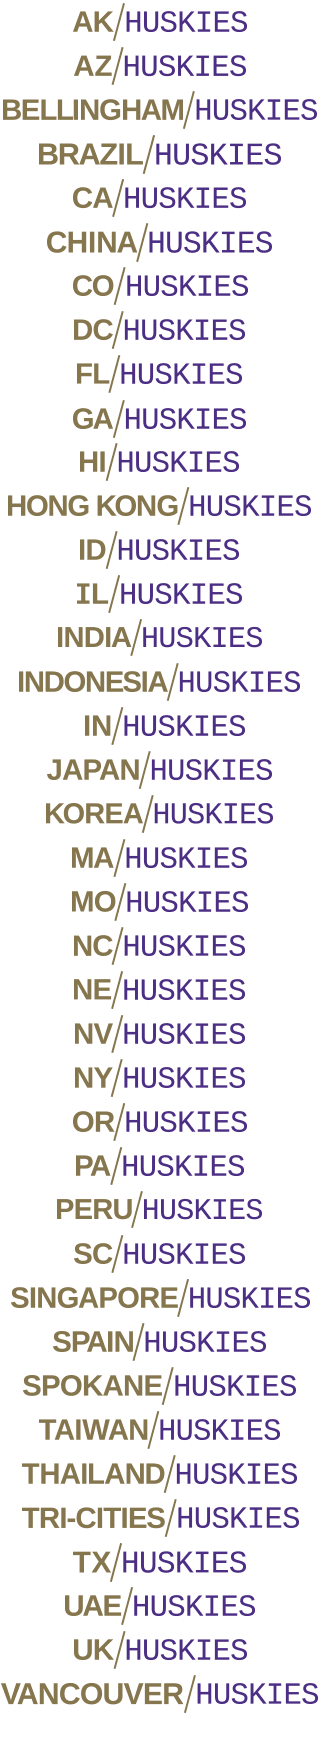 AK/HUSKIES
AZ/HUSKIES
BELLINGHAM/HUSKIES
BRAZIL/HUSKIES
CA/HUSKIES
CHINA/HUSKIES
CO/HUSKIES
DC/HUSKIES
FL/HUSKIES
GA/HUSKIES
HI/HUSKIES
HONG KONG/HUSKIES
ID/HUSKIES
IL/HUSKIES
INDIA/HUSKIES
INDONESIA/HUSKIES
IN/HUSKIES
JAPAN/HUSKIES
KOREA/HUSKIES
MA/HUSKIES
MO/HUSKIES
NC/HUSKIES
NE/HUSKIES
NV/HUSKIES
NY/HUSKIES
OR/HUSKIES
PA/HUSKIES
PERU/HUSKIES
SC/HUSKIES
SINGAPORE/HUSKIES
SPAIN/HUSKIES
SPOKANE/HUSKIES
TAIWAN/HUSKIES
THAILAND/HUSKIES
TRI-CITIES/HUSKIES
TX/HUSKIES
UAE/HUSKIES
UK/HUSKIES
VANCOUVER/HUSKIES